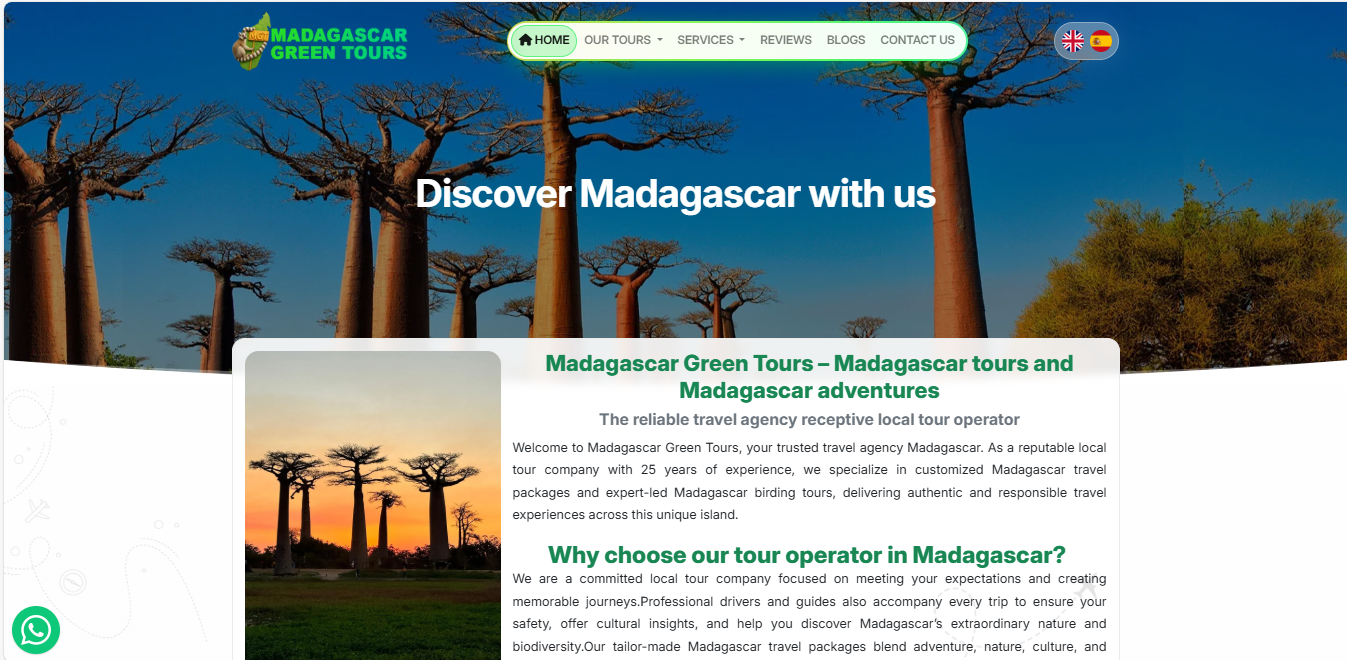 MGT
MADAGASCAR
GREEN TOURS
HOME
OUR TOURS
SERVICES
REVIEWS
BLOGS
CONTACT US
Discover Madagascar with us
Madagascar Green Tours – Madagascar tours and
Madagascar adventures
The reliable travel agency receptive local tour operator
Welcome to Madagascar Green Tours, your trusted travel agency Madagascar. As a reputable local
tour company with 25 years of experience, we specialize in customized Madagascar travel
packages and expert-led Madagascar birding tours, delivering authentic and responsible travel
experiences across this unique island.
Why choose our tour operator in Madagascar?
We are a committed local tour company focused on meeting your expectations and creating
memorable journeys.Professional drivers and guides also accompany every trip to ensure your
safety, offer cultural insights, and help you discover Madagascar’s extraordinary nature and
biodiversity.Our tailor-made Madagascar travel packages blend adventure, nature, culture, and